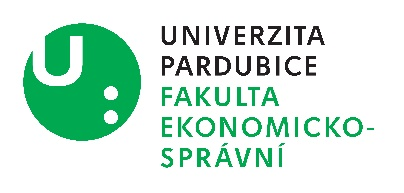 U:
UNIVERZITA
PARDUBICE
FAKULTA
EKONOMICKO-
SPRÁVNÍ